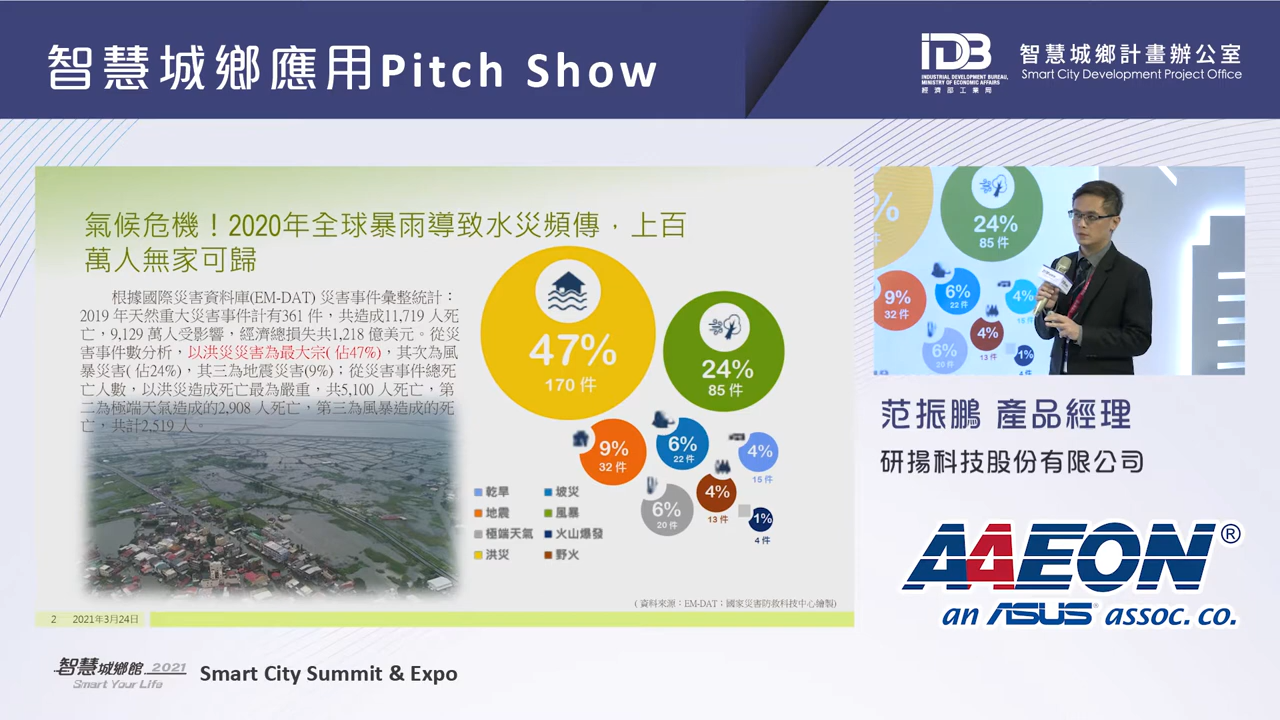 智慧城鄉應用Pitch Show
iDB
INDUSTRIAL DEVELOPMENT BUREAU,
MINISTRY OF ECONOMIC AFFAIRS
經濟部工業局
智慧城鄉計畫辦公室
Smart City Development Project Office
氣候危機！2020年全球暴雨導致水災頻傳，上百
萬人無家可歸
根據國際災害資料庫(EM-DAT) 災害事件彙整統計：
2019 年天然重大災害事件計有361 件，共造成11,719 人死
亡，9,129 萬人受影響，經濟總損失共1,218 億美元。從災
害事件數分析，以洪災災害為最大宗( 佔47%)，其次為風
暴災害( 佔24%)，其三為地震災害(9%)；從災害事件總死
亡人數，以洪災造成死亡最為嚴重，共5,100 人死亡，第
二為極端天氣造成的2,908 人死亡，第三為風暴造成的死
亡，共計2,519 人。
47%
170 件
24%
85 件
9%
32 件
6%
22 件
4%
15 件
6%
20 件
4%
13 件
1%
4 件
乾旱
坡災
地震
風暴
極端天氣
火山爆發
洪災
野火
( 資料來源：EM-DAT；國家災害防救科技中心繪製)
2
2021年3月24日
%
24%
85 件
9%
32 件
6%
22 件
4%
15 件
4%
13 件
6%
20 件
1%
范振鵬 產品經理
研揚科技股份有限公司
AAEON®
an ASUS assoc. co.
智慧城鄉館 2021
Smart Your Life
Smart City Summit & Expo